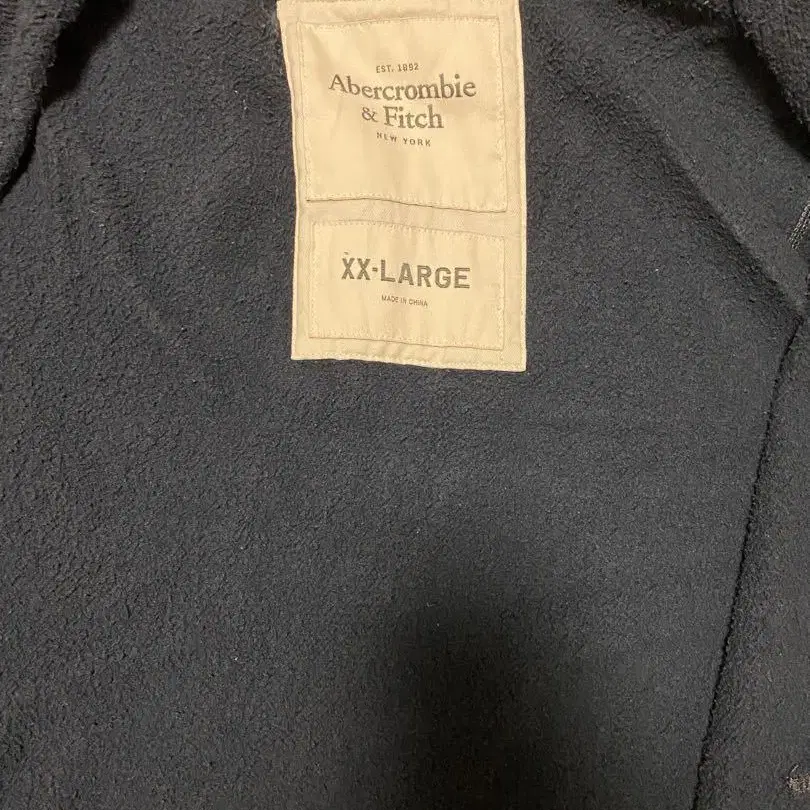 EST. 1892
Abercrombie
& Fitch
NEW YORK
XX-LARGE
MADE IN CHINA